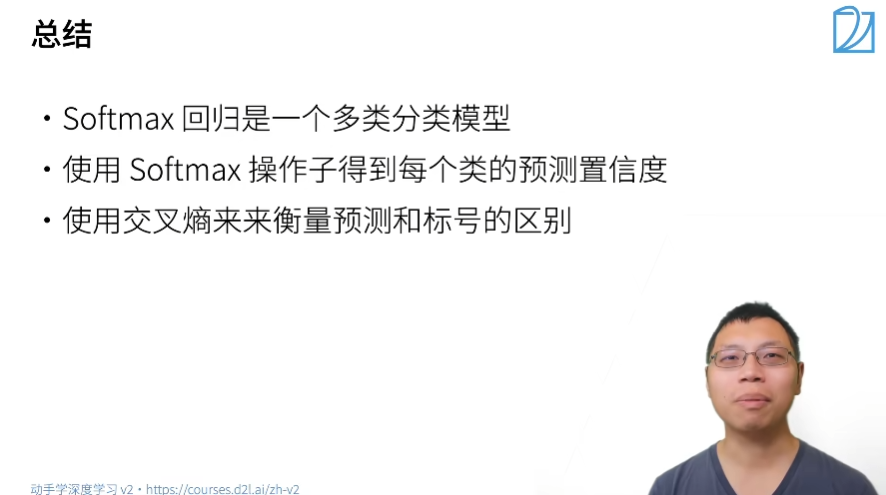 总结
• Softmax 回归是一个多类分类模型
• 使用 Softmax 操作子得到每个类的预测置信度
• 使用交叉熵来来衡量预测和标号的区别
动手学深度学习 v2 • https://courses.d2l.ai/zh-v2